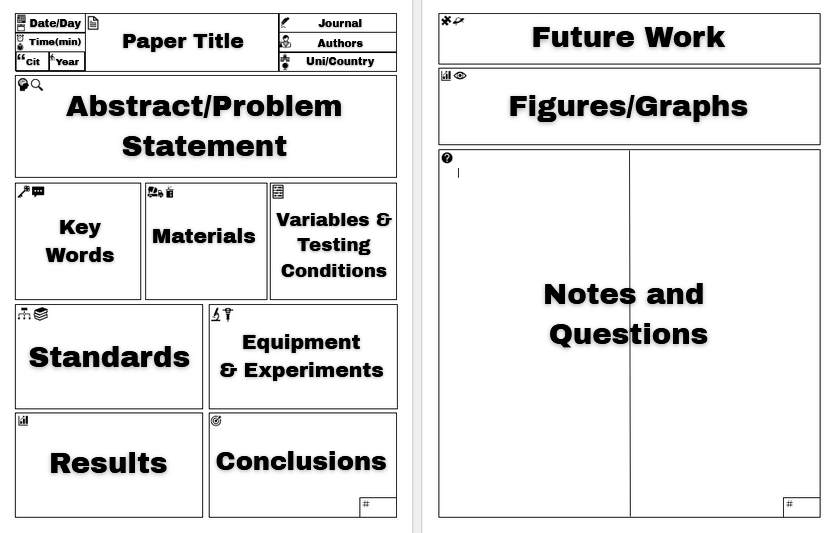 Date/Day
Time(min)
Cit
Year
Paper Title
Journal
Authors
Uni/Country
Abstract/Problem
Statement
Key
Words
Materials
Variables &
Testing
Conditions
Standards
Equipment
& Experiments
Results
Conclusions
#
Future Work
Figures/Graphs
Notes and
Questions
#